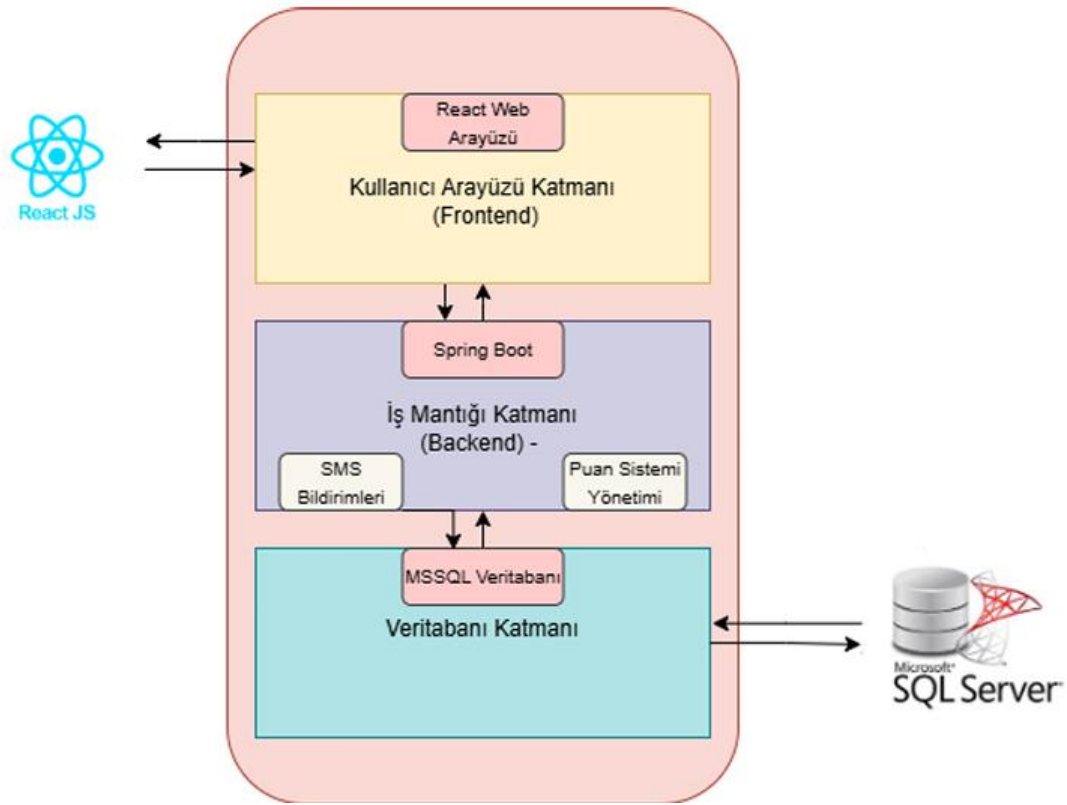 React Web
Arayüzü
React JS
Kullanıcı Arayüzü Katmanı
(Frontend)
Spring Boot
İş Mantığı Katmanı
(Backend) -
SMS
Bildirimleri
Puan Sistemi
Yönetimi
MSSQL Veritabanı
Veritabanı Katmanı
Microsoft®
SQL Server